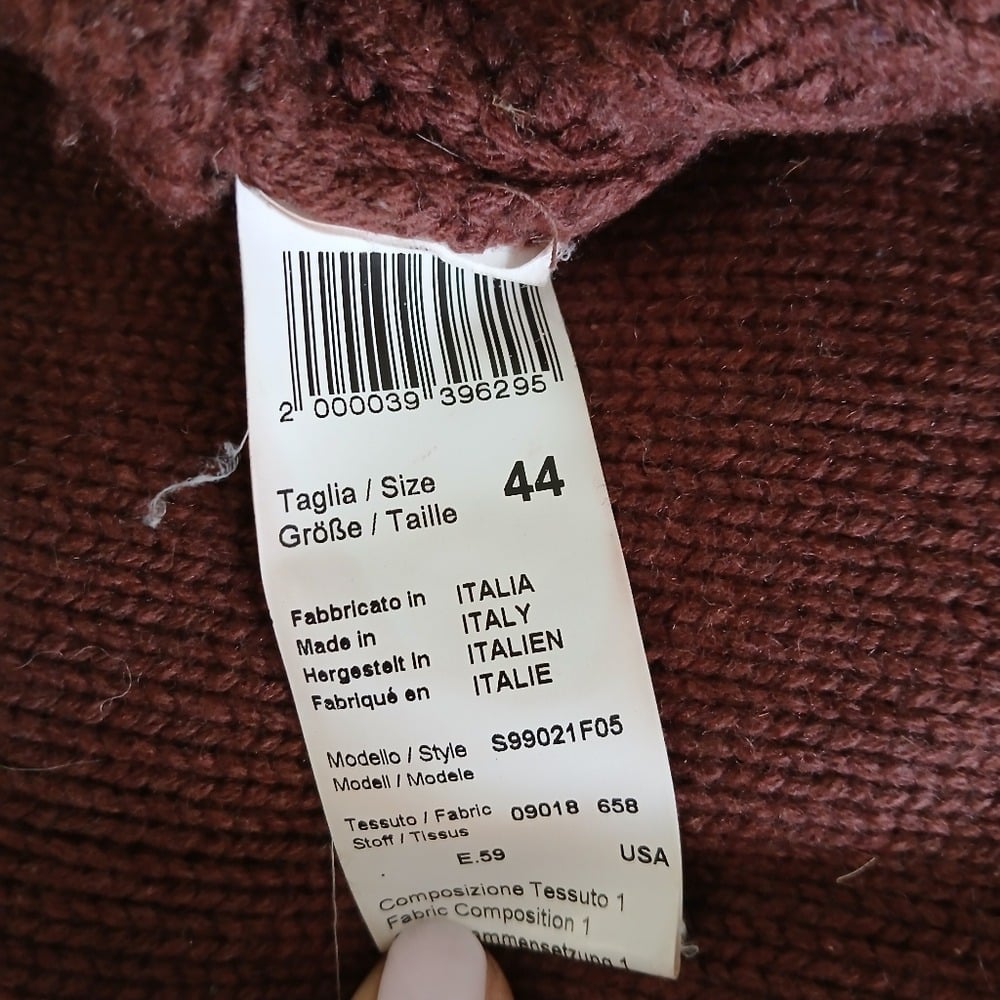 2 000039 396295
Taglia / Size 44
Größe / Taille
Fabbricato in ITALIA
Made in ITALY
Hergestelt in ITALIEN
Fabriqué en ITALIE
Modello / Style S99021F05
Modell / Modele
Tessuto / Fabric 09018 658
Stoff / Tissus
E.59 USA
Composizione Tessuto 1
Fabric Composition 1